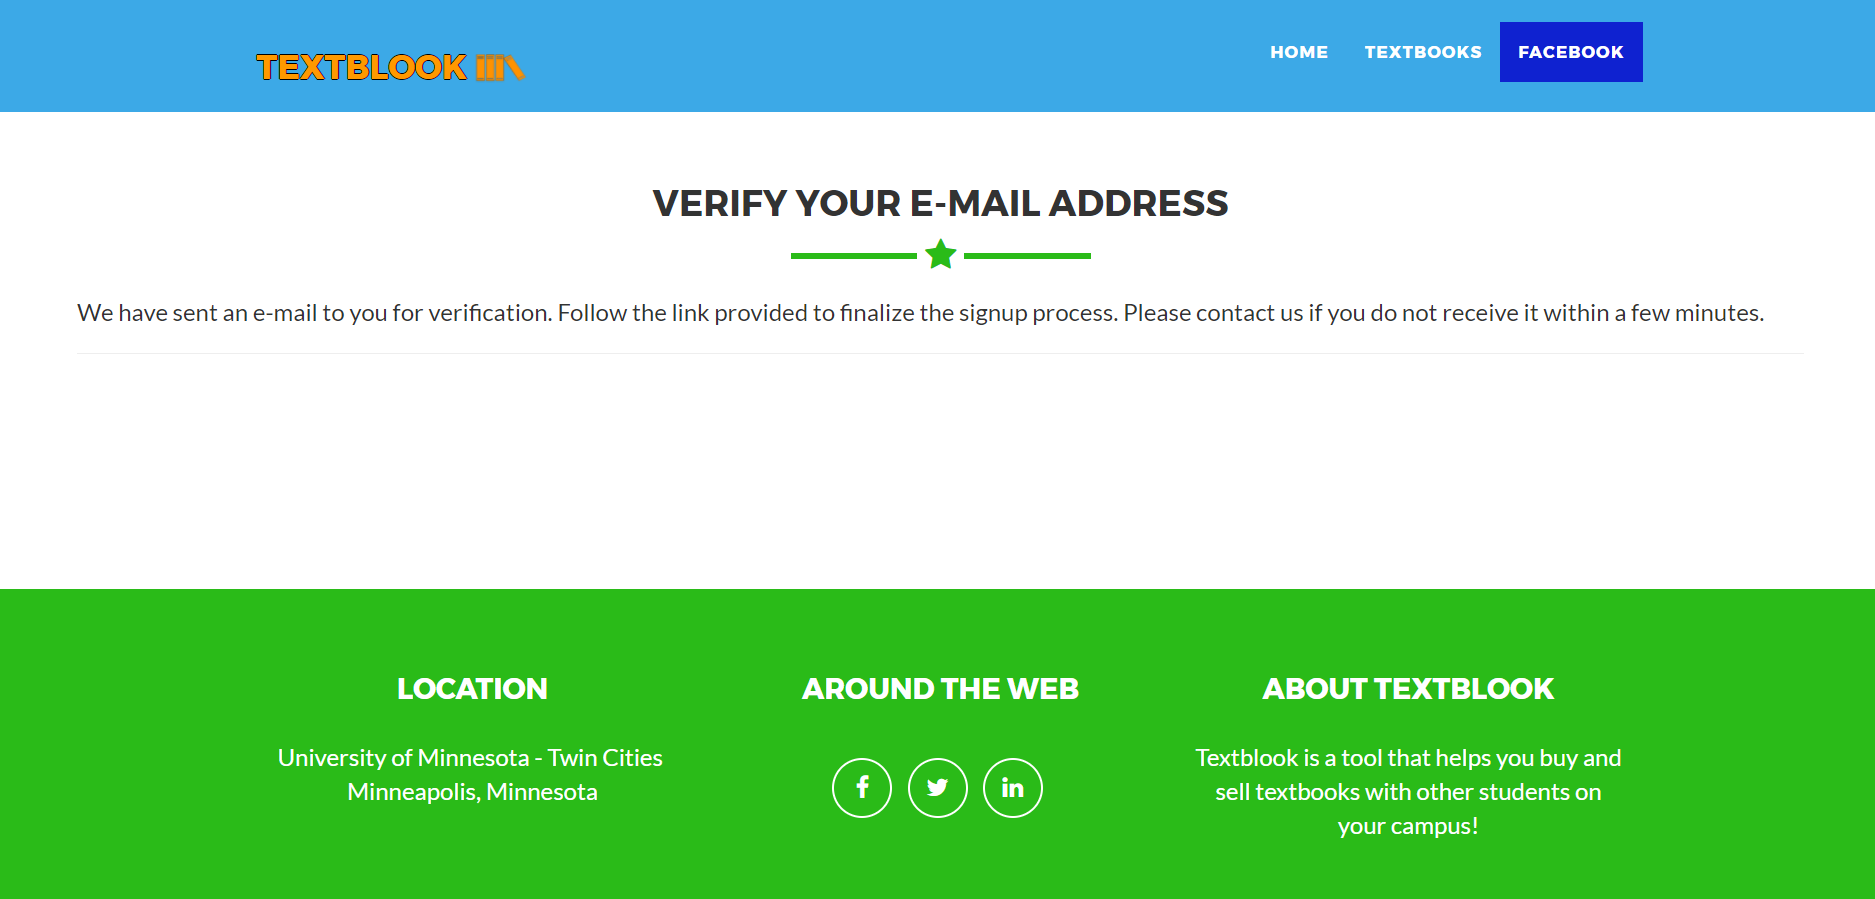 TEXTBLOOK
HOME TEXTBOOKS FACEBOOK
VERIFY YOUR E-MAIL ADDRESS
We have sent an e-mail to you for verification. Follow the link provided to finalize the signup process. Please contact us if you do not receive it within a few minutes.
LOCATION
University of Minnesota - Twin Cities
Minneapolis, Minnesota
AROUND THE WEB
ABOUT TEXTBLOOK
Textblook is a tool that helps you buy and
sell textbooks with other students on
your campus!